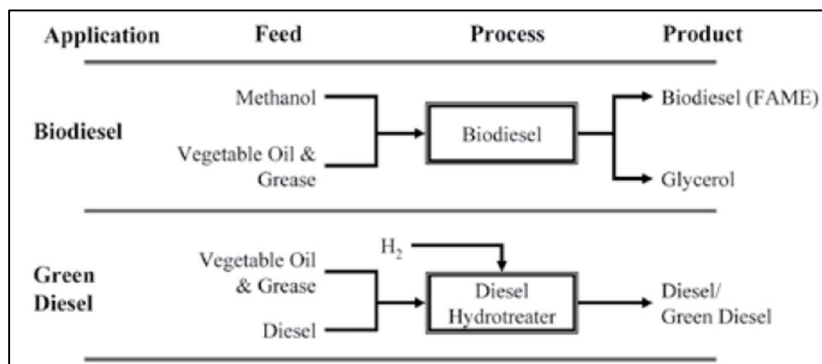 Application Feed Process Product
Methanol
Biodiesel (FAME)
Biodiesel
Biodiesel
Vegetable Oil &
Grease
Glycerol
H2
Vegetable Oil
& Grease
Green
Diesel
Diesel
Hydrotreater
Diesel/
Green Diesel
Diesel